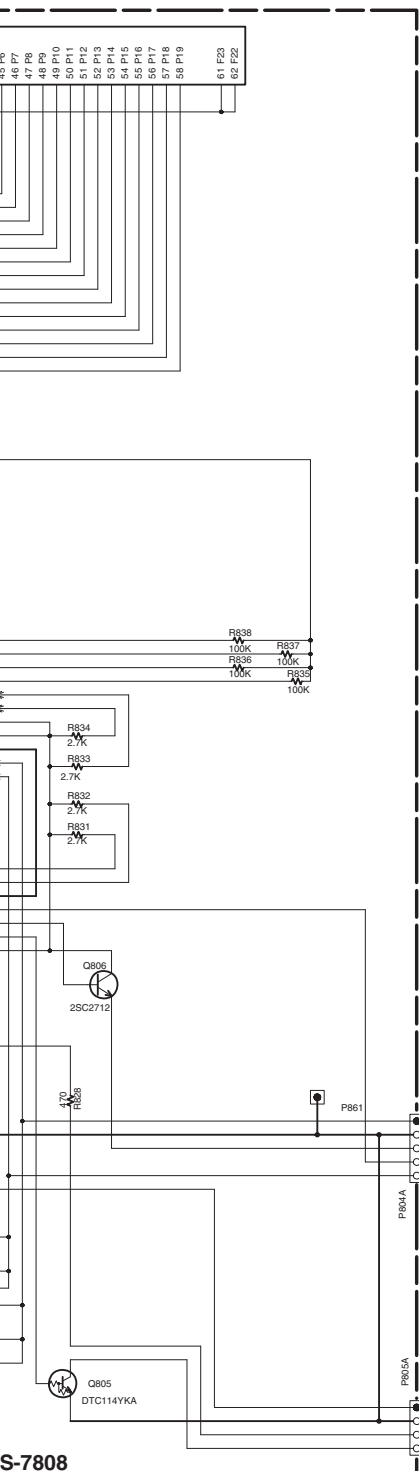 45 P6
46 P7
47 P8
48 P9
49 P10
50 P11
51 P12
52 P13
53 P14
54 P15
55 P16
56 P17
57 P18
58 P19
61 F23
62 F22
R838
100K
R837
100K
R836
100K
R835
100K
R834
2.7K
R833
2.7K
R832
2.7K
R831
2.7K
Q806
2SC2712
470
R828
P861
P804A
P805A
Q805
DTC114YKA
S-7808